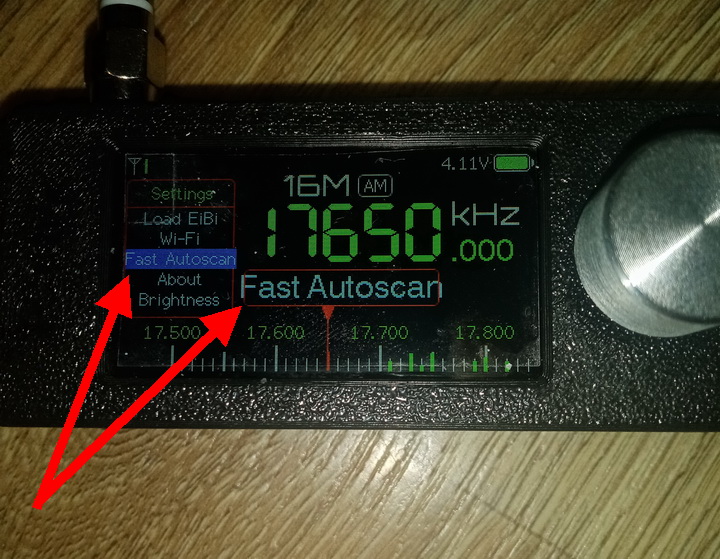 4.11V
Settings
16M AM
Load EiBi
Wi-Fi
17650 kHz
.000
Fast Autoscan
Fast Autoscan
About
Brightness
17.500 17.600 17.700 17.800